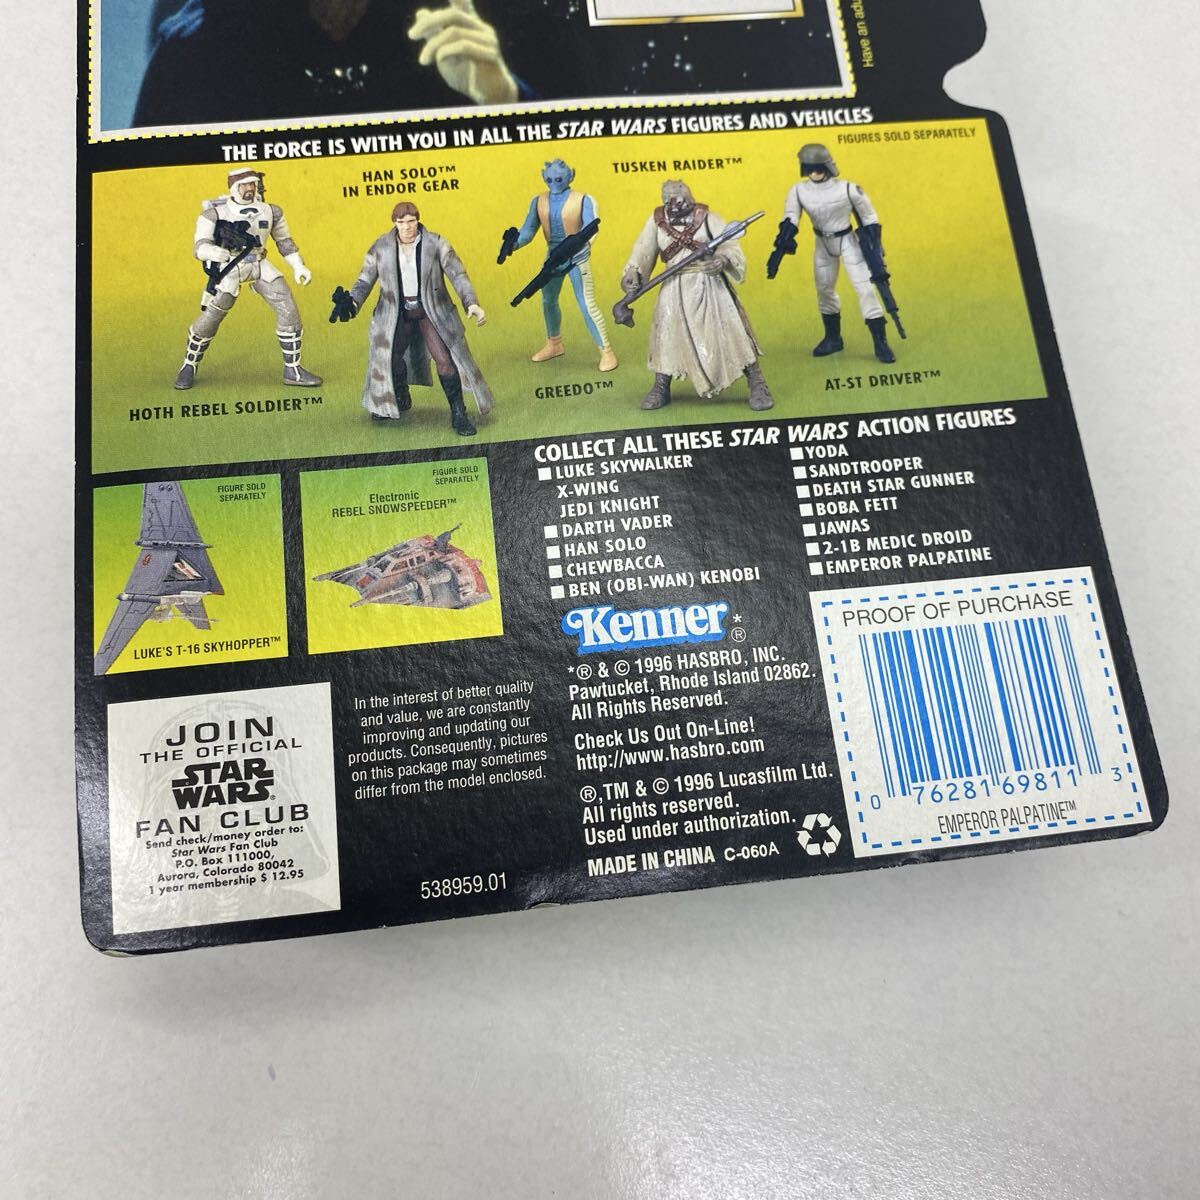 Have an adu
THE FORCE IS WITH YOU IN ALL THE STAR WARS FIGURES AND VEHICLES
FIGURES SOLD SEPARATELY
HAN SOLO™
IN ENDOR GEAR
TUSKEN RAIDER™
HOTH REBEL SOLDIER™
GREEDO™
AT-ST DRIVER™
FIGURE SOLD
SEPARATELY
LUKE'S T-16 SKYHOPPER™
FIGURE SOLD
SEPARATELY
Electronic
REBEL SNOWSPEEDER™
COLLECT ALL THESE STAR WARS ACTION FIGURES
LUKE SKYWALKER
X-WING
JEDI KNIGHT
DARTH VADER
HAN SOLO
CHEWBACCA
BEN (OBI-WAN) KENOBI
YODA
SANDTROOPER
DEATH STAR GUNNER
BOBA FETT
JAWAS
2-1B MEDIC DROID
EMPEROR PALPATINE
JOIN
THE OFFICIAL
STAR
WARS®
FAN CLUB
Send check/money order to:
Star Wars Fan Club
P.O. Box 111000,
Aurora, Colorado 80042
1 year membership $ 12.95
In the interest of better quality
and value, we are constantly
improving and updating our
products. Consequently, pictures
on this package may sometimes
differ from the model enclosed.
538959.01
Kenner*®
*® & © 1996 HASBRO, INC.
Pawtucket, Rhode Island 02862.
All Rights Reserved.
Check Us Out On-Line!
http://www.hasbro.com
®,TM & © 1996 Lucasfilm Ltd.
All rights reserved.
Used under authorization.
MADE IN CHINA C-060A
PROOF OF PURCHASE
0 76281 69811 3
EMPEROR PALPATINE™